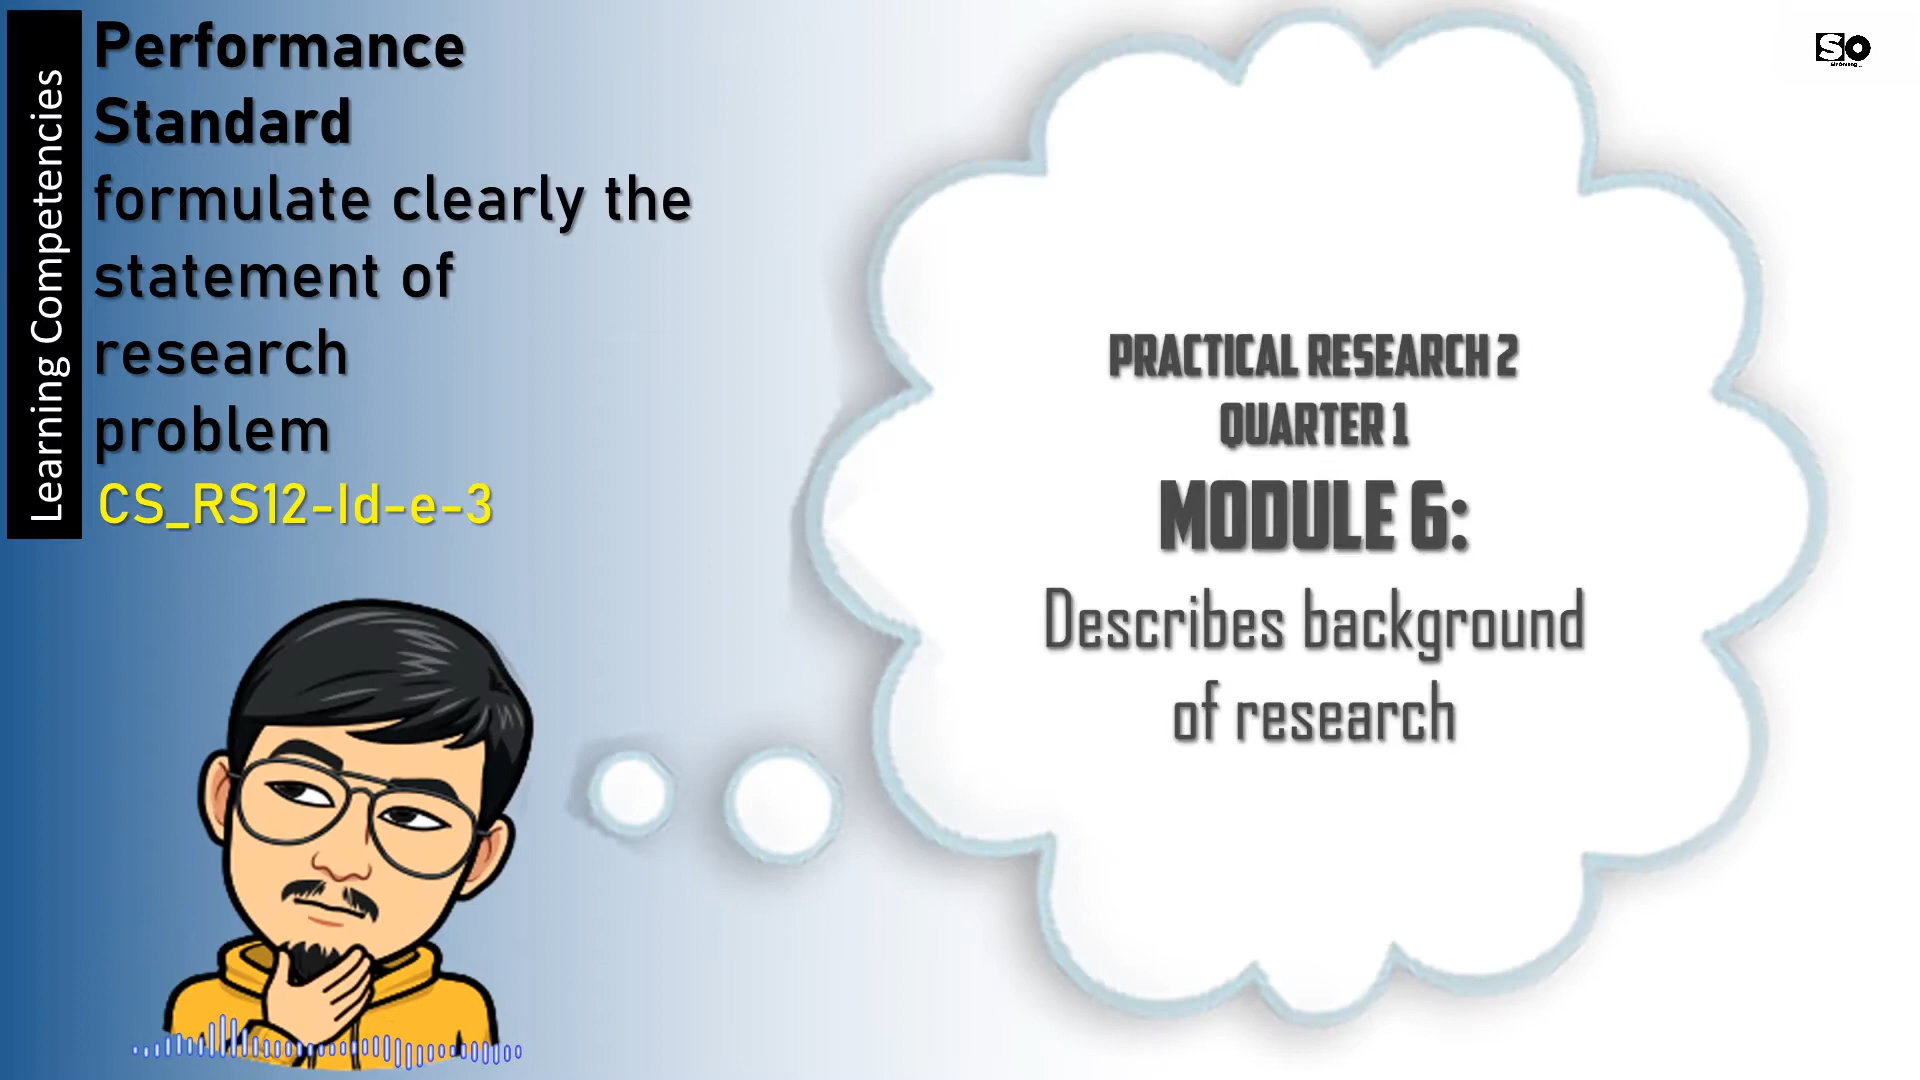 Learning Competencies
Performance
Standard
formulate clearly the
statement of
research
problem
CS_RS12-Id-e-3
PRACTICAL RESEARCH 2
QUARTER 1
MODULE 6:
Describes background
of research
SO